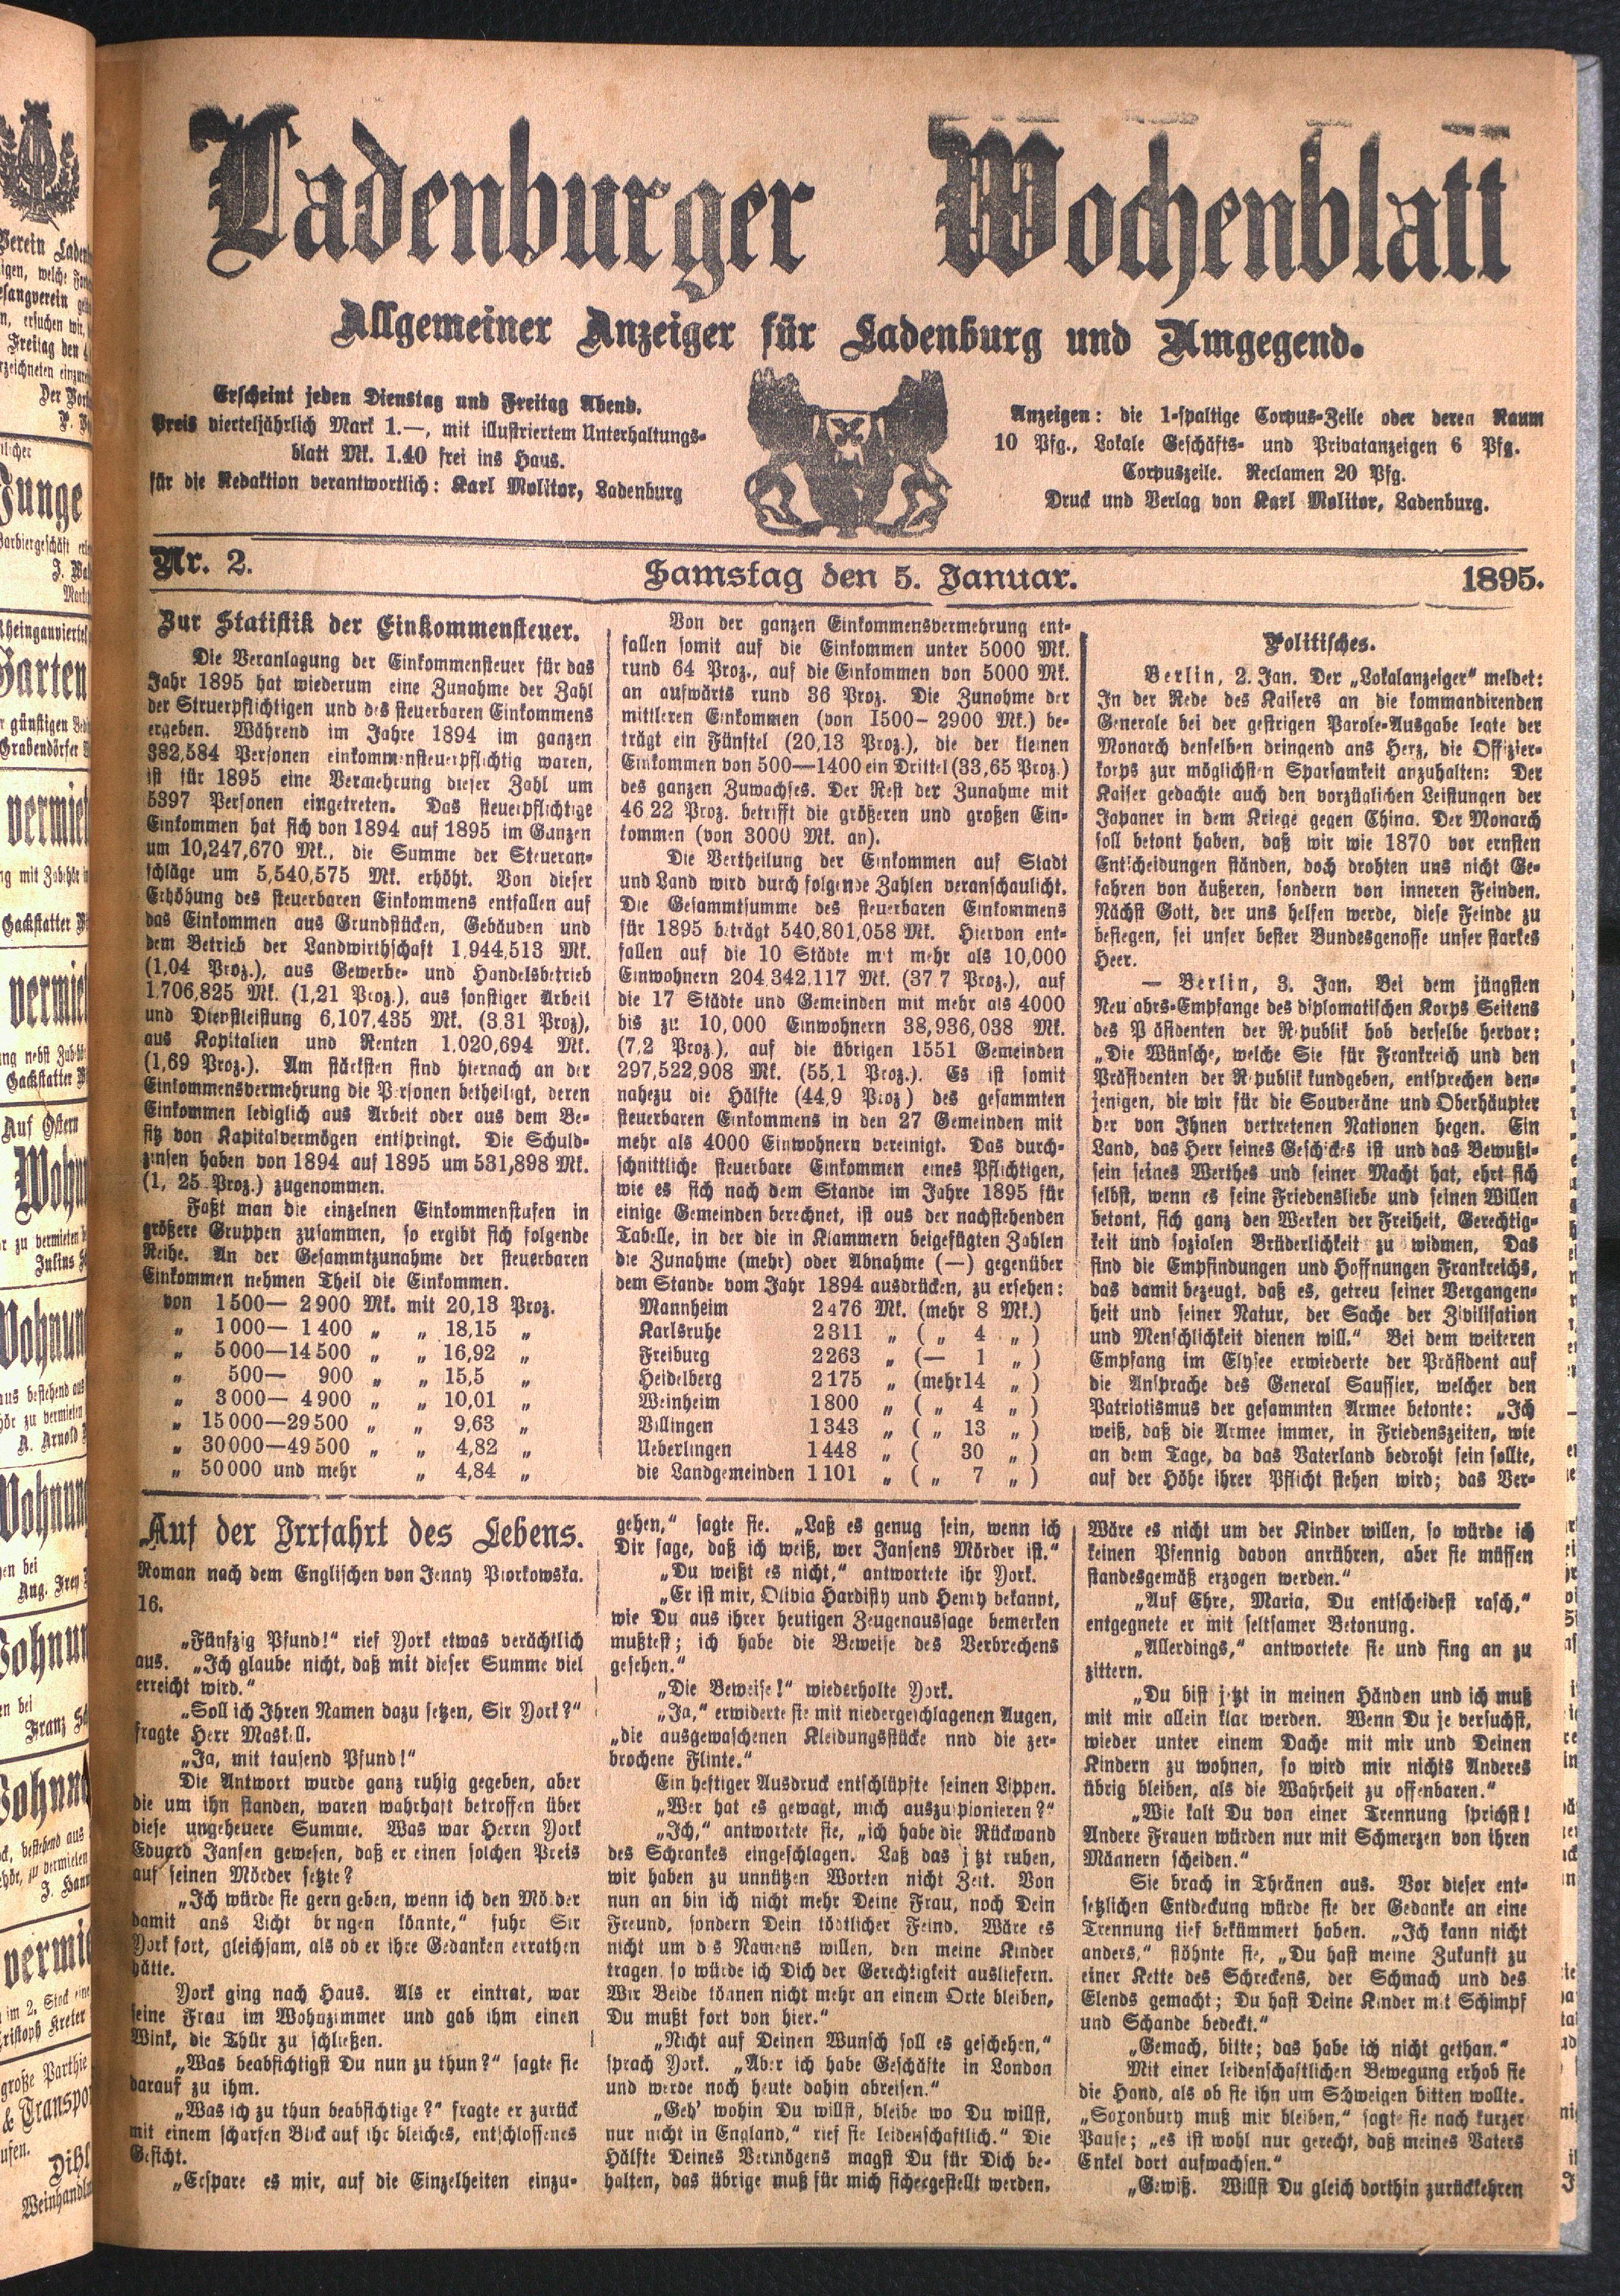 Ladenburger Wochenblatt
Allgemeiner Anzeiger für Ladenburg und Umgegend.
Erscheint jeden Dienstag und Freitag Abend.
Preis vierteljährlich Mark 1.—, mit illustriertem Unterhaltungs-
blatt Mk. 1.40 frei ins Haus.
für die Redaktion verantwortlich: Karl Molitor, Ladenburg
Anzeigen: die 1-spaltige Corpus-Zeile oder deren Raum
10 Pfg., Lokale Geschäfts- und Privatanzeigen 6 Pfg.
Corpuszeile. Reclamen 20 Pfg.
Druck und Verlag von Karl Molitor, Ladenburg.
Nr. 2.
Samstag den 5. Januar.
1895.
Zur Statistik der Einkommensteuer.
Die Veranlagung der Einkommensteuer für das
Jahr 1895 hat wiederum eine Zunahme der Zahl
der Struerpflichtigen und des steuerbaren Einkommens
ergeben. Während im Jahre 1894 im ganzen
382,584 Personen einkommensteuerpflichtig waren,
ist für 1895 eine Vermehrung dieser Zahl um
5397 Personen eingetreten. Das steuerpflichtige
Einkommen hat sich von 1894 auf 1895 im Ganzen
um 10,247,670 Mk., die Summe der Steueran-
schläge um 5,540,575 Mk. erhöht. Von dieser
Erhöhung des steuerbaren Einkommens entfallen auf
das Einkommen aus Grundstücken, Gebäuden und
dem Betrieb der Landwirthschaft 1,944,513 Mk.
(1,04 Proz.), aus Gewerbe- und Handelsbetrieb
1,706,825 Mk. (1,21 Proz.), aus sonstiger Arbeit
und Dienstleistung 6,107,435 Mk. (3,31 Proz),
aus Kapitalien und Renten 1,020,694 Mk.
(1,69 Proz.). Am stärksten sind hiernach an der
Einkommensvermehrung die Personen betheiligt, deren
Einkommen lediglich aus Arbeit oder aus dem Be-
sitz von Kapitalvermögen entspringt. Die Schuld-
zinsen haben von 1894 auf 1895 um 531,898 Mk.
(1, 25 Proz.) zugenommen.
Faßt man die einzelnen Einkommenstafen in
größere Gruppen zusammen, so ergibt sich folgende
Reihe. An der Gesammtzunahme der steuerbaren
Einkommen nehmen Theil die Einkommen.
von 1500— 2900 Mk. mit 20,13 Proz.
„ 1000— 1400 „ „ 18,15 „
„ 5000—14500 „ „ 16,92 „
„ 500— 900 „ „ 15,5 „
„ 3000— 4900 „ „ 10,01 „
„ 15000—29500 „ „ 9,63 „
„ 30000—49500 „ „ 4,82 „
„ 50000 und mehr „ 4,84 „
Von der ganzen Einkommensvermehrung ent-
fallen somit auf die Einkommen unter 5000 Mk.
rund 64 Proz., auf die Einkommen von 5000 Mk.
an aufwärts rund 36 Proz. Die Zunahme der
mittleren Einkommen (von 1500– 2900 Mk.) be-
trägt ein Fünftel (20,13 Proz.), die der kleinen
Einkommen von 500—1400 ein Drittel (33,65 Proz.)
des ganzen Zuwachses. Der Rest der Zunahme mit
46 22 Proz. betrifft die größeren und großen Ein-
kommen (von 3000 Mk. an).
Die Vertheilung der Einkommen auf Stadt
und Land wird durch folgende Zahlen veranschaulicht.
Die Gesammtsumme des steuerbaren Einkommens
für 1895 beträgt 540,801,058 Mk. Hiervon ent-
fallen auf die 10 Städte mit mehr als 10,000
Einwohnern 204,342,117 Mk. (37,7 Proz.), auf
die 17 Städte und Gemeinden mit mehr als 4000
bis zu 10,000 Einwohnern 38,936,038 Mk.
(7,2 Proz.), auf die übrigen 1551 Gemeinden
297,522,908 Mk. (55,1 Proz.). Es ist somit
nahezu die Hälfte (44,9 Proz) des gesammten
steuerbaren Einkommens in den 27 Gemeinden mit
mehr als 4000 Einwohnern vereinigt. Das durch-
schnittliche steuerbare Einkommen eines Pflichtigen,
wie es sich nach dem Stande im Jahre 1895 für
einige Gemeinden berechnet, ist aus der nachstehenden
Tabelle, in der die in Klammern beigefügten Zahlen
die Zunahme (mehr) oder Abnahme (—) gegenüber
dem Stande vom Jahr 1894 ausdrücken, zu ersehen:
Mannheim 2476 Mk. (mehr 8 Mk.)
Karlsruhe 2311 „ ( „ 4 „ )
Freiburg 2263 „ (— 1 „ )
Heidelberg 2175 „ (mehr14 „ )
Weinheim 1800 „ ( „ 4 „ )
Villingen 1343 „ ( „ 13 „ )
Ueberlingen 1448 „ ( 30 „ )
die Landgemeinden 1101 „ ( „ 7 „ )
Politisches.
Berlin, 2. Jan. Der „Lokalanzeiger“ meldet:
In der Rede des Kaisers an die kommandirenden
Generale bei der gestrigen Parole-Ausgabe legte der
Monarch denselben dringend ans Herz, die Offizier-
korps zur möglichsten Sparsamkeit anzuhalten: Der
Kaiser gedachte auch den vorzüglichen Leistungen der
Japaner in dem Kriege gegen China. Der Monarch
soll betont haben, daß wir wie 1870 vor ernsten
Entscheidungen ständen, doch drohten uns nicht Ge-
fahren von äußeren, sondern von inneren Feinden.
Nächst Gott, der uns helfen werde, diese Feinde zu
besiegen, sei unser bester Bundesgenosse unser starkes
Heer.
— Berlin, 3. Jan. Bei dem jüngsten
Neu ahrs-Empfange des diplomatischen Korps Seitens
des P äsidenten der Republik hob derselbe hervor:
„Die Wünsche, welche Sie für Frankreich und den
Präsidenten der Republik kundgeben, entsprechen den-
jenigen, die wir für die Souveräne und Oberhäupter
der von Ihnen vertretenen Nationen hegen. Ein
Land, das Herr seines Geschickes ist und das Bewußt-
sein seines Werthes und seiner Macht hat, ehrt sich
selbst, wenn es seine Friedensliebe und seinen Willen
betont, sich ganz den Werken der Freiheit, Gerechtig-
keit und sozialen Brüderlichkeit zu widmen, Das
sind die Empfindungen und Hoffnungen Frankreichs,
das damit bezeugt, daß es, getreu seiner Vergangen-
heit und seiner Natur, der Sache der Zivilisation
und Menschlichkeit dienen will.“ Bei dem weiteren
Empfang im Elysee erwiederte der Präsident auf
die Ansprache des General Saussier, welcher den
Patriotismus der gesammten Armee betonte: „Ich
weiß, daß die Armee immer, in Friedenszeiten, wie
an dem Tage, da das Vaterland bedroht sein sollte,
auf der Höhe ihrer Pflicht stehen wird; das Ver-
Auf der Irrfahrt des Lebens.
Roman nach dem Englischen von Jenny Piorkowska.
16.
„Fünfzig Pfund!“ rief York etwas verächtlich
aus. „Ich glaube nicht, daß mit dieser Summe viel
erreicht wird.“
„Soll ich Ihren Namen dazu setzen, Sir York?“
fragte Herr Maskell.
„Ja, mit tausend Pfund!“
Die Antwort wurde ganz ruhig gegeben, aber
die um ihn standen, waren wahrhaft betroffen über
diese ungeheuere Summe. Was war Herrn York
Eduard Jansen gewesen, daß er einen solchen Preis
auf seinen Mörder setzte?
„Ich würde sie gern geben, wenn ich den Mörder
damit ans Licht bringen könnte,“ fuhr Sir
York fort, gleichsam, als ob er ihre Gedanken errathen
hätte.
York ging nach Haus. Als er eintrat, war
seine Frau im Wohnzimmer und gab ihm einen
Wink, die Thür zu schließen.
„Was beabsichtigst Du nun zu thun?“ sagte sie
darauf zu ihm.
„Was ich zu thun beabsichtige?“ fragte er zurück
mit einem scharfen Blick auf ihr bleiches, entschlossenes
Gesicht.
„Erspare es mir, auf die Einzelheiten einzu-
gehen,“ sagte sie. „Laß es genug sein, wenn ich
Dir sage, daß ich weiß, wer Jansens Mörder ist.“
„Du weißt es nicht,“ antwortete ihr York.
„Er ist mir, Olivia Hardisty und Henry bekannt,
wie Du aus ihrer heutigen Zeugenaussage bemerken
mußtest; ich habe die Beweise des Verbrechens
gesehen.“
„Die Beweise!“ wiederholte York.
„Ja,“ erwiderte sie mit niedergeschlagenen Augen,
„die ausgewaschenen Kleidungsstücke nnd die zer-
brochene Flinte.“
Ein heftiger Ausdruck entschlüpfte seinen Lippen.
„Wer hat es gewagt, mich auszuspionieren?“
„Ich,“ antwortete sie, „ich habe die Rückwand
des Schrankes eingeschlagen. Laß das j tzt ruhen,
wir haben zu unnützen Worten nicht Zeit. Von
nun an bin ich nicht mehr Deine Frau, noch Dein
Freund, sondern Dein tödtlicher Feind. Wäre es
nicht um d s Namens willen, den meine Kinder
tragen, so würde ich Dich der Gerechtigkeit ausliefern.
Wir Beide können nicht mehr an einem Orte bleiben,
Du mußt fort von hier.“
„Nicht auf Deinen Wunsch soll es geschehen,“
sprach York. „Aber ich habe Geschäfte in London
und werde noch heute dahin abreisen.“
„Geh’ wohin Du willst, bleibe wo Du willst,
nur nicht in England,“ rief sie leidenschaftlich.“ Die
Hälfte Deines Vermögens magst Du für Dich be-
halten, das übrige muß für mich sichergestellt werden.
Wäre es nicht um der Kinder willen, so würde ich
keinen Pfennig davon anrühren, aber sie müssen
standesgemäß erzogen werden.“
„Auf Ehre, Maria, Du entscheidest rasch,“
entgegnete er mit seltsamer Betonung.
„Allerdings,“ antwortete sie und fing an zu
zittern.
„Du bist jetzt in meinen Händen und ich muß
mit mir allein klar werden. Wenn Du je versuchst,
wieder unter einem Dache mit mir und Deinen
Kindern zu wohnen, so wird mir nichts Anderes
übrig bleiben, als die Wahrheit zu offenbaren.“
„Wie kalt Du von einer Trennung sprichst!
Andere Frauen würden nur mit Schmerzen von ihren
Männern scheiden.“
Sie brach in Thränen aus. Vor dieser ent-
setzlichen Entdeckung würde sie der Gedanke an eine
Trennung tief bekümmert haben. „Ich kann nicht
anders,“ stöhnte sie, „Du hast meine Zukunft zu
einer Kette des Schreckens, der Schmach und des
Elends gemacht; Du hast Deine Kinder mit Schimpf
und Schande bedeckt.“
„Gemach, bitte; das habe ich nicht gethan.“
Mit einer leidenschaftlichen Bewegung erhob sie
die Hand, als ob sie ihn um Schweigen bitten wollte.
„Saxonbury muß mir bleiben,“ sagte sie nach kurzer
Pause; „es ist wohl nur gerecht, daß meines Vaters
Enkel dort aufwachsen.“
„Gewiß. Willst Du gleich dorthin zurückkehren